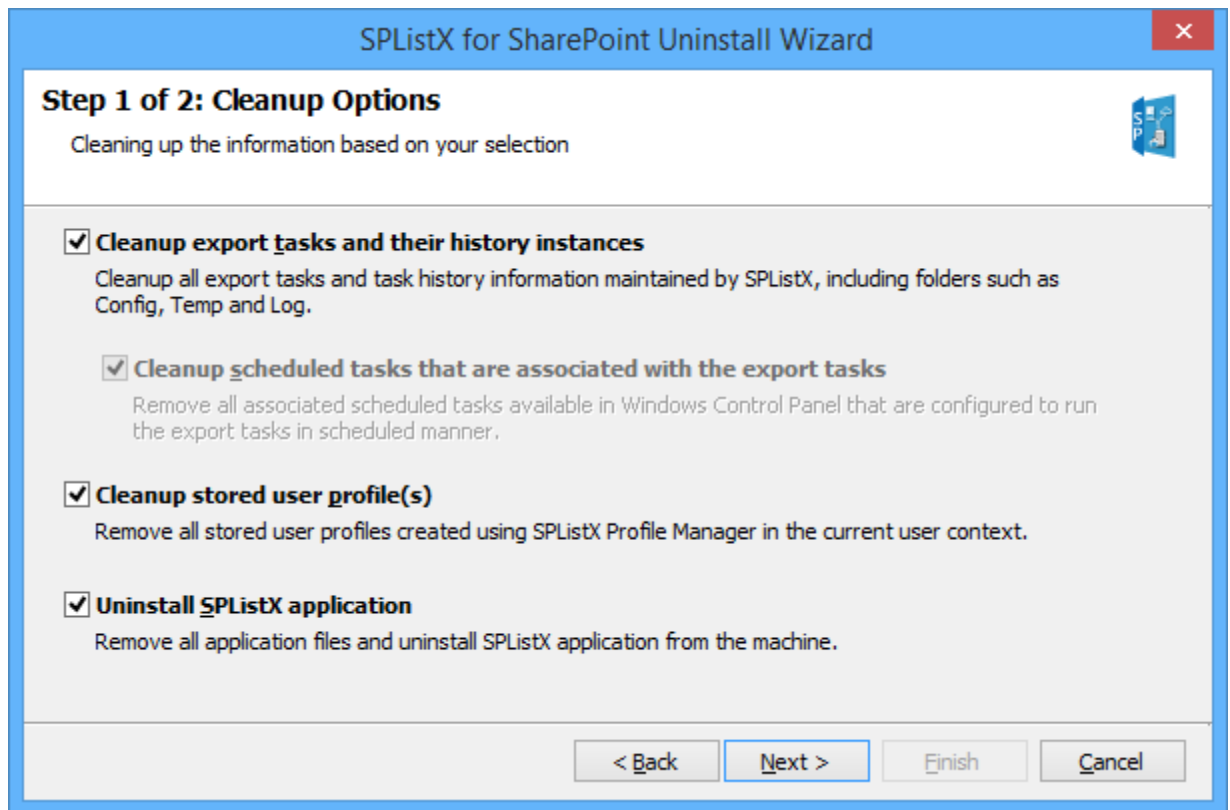 SPListX for SharePoint Uninstall Wizard
Step 1 of 2: Cleanup Options
Cleaning up the information based on your selection
SP
Cleanup export tasks and their history instances
Cleanup all export tasks and task history information maintained by SPListX, including folders such as
Config, Temp and Log.
Cleanup scheduled tasks that are associated with the export tasks
Remove all associated scheduled tasks available in Windows Control Panel that are configured to run
the export tasks in scheduled manner.
Cleanup stored user profile(s)
Remove all stored user profiles created using SPListX Profile Manager in the current user context.
Uninstall SPListX application
Remove all application files and uninstall SPListX application from the machine.
< Back Next > Finish Cancel